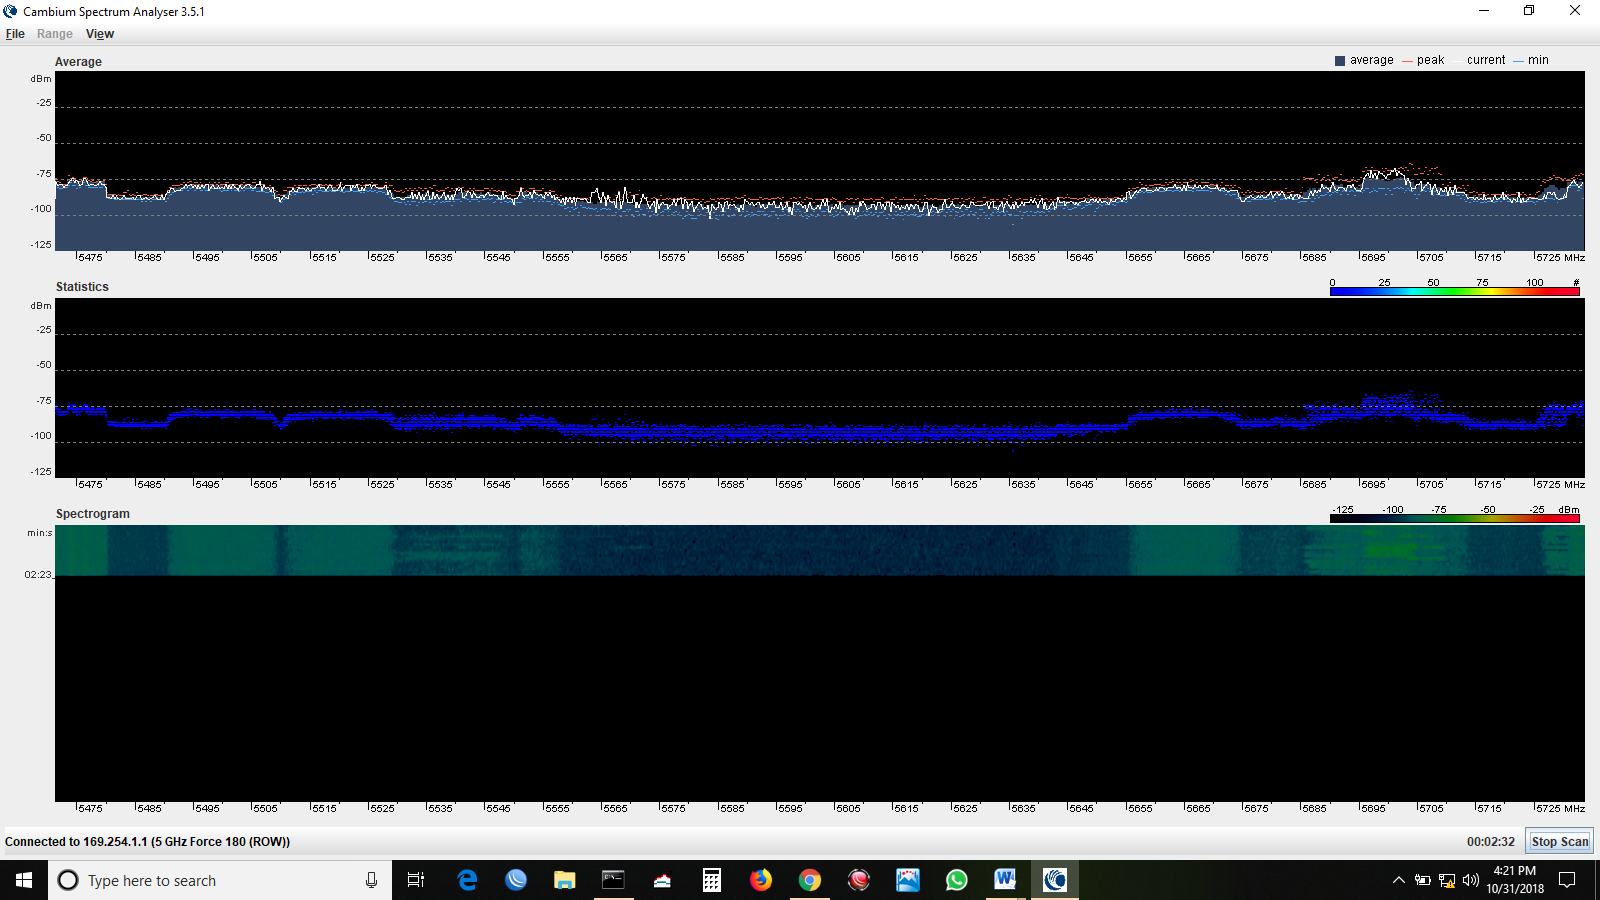 Cambium Spectrum Analyser 3.5.1
File Range View
Average
average peak current min
dBm
-25
-50
-75
-100
-125
5475 5485 5495 5505 5515 5525 5535 5545 5555 5565 5575 5585 5595 5605 5615 5625 5635 5645 5655 5665 5675 5685 5695 5705 5715 5725 MHz
Statistics
0 25 50 75 100 #
dBm
-25
-50
-75
-100
-125
5475 5485 5495 5505 5515 5525 5535 5545 5555 5565 5575 5585 5595 5605 5615 5625 5635 5645 5655 5665 5675 5685 5695 5705 5715 5725 MHz
Spectrogram
-125 -100 -75 -50 -25 dBm
min:s
02:23
5475 5485 5495 5505 5515 5525 5535 5545 5555 5565 5575 5585 5595 5605 5615 5625 5635 5645 5655 5665 5675 5685 5695 5705 5715 5725 MHz
Connected to 169.254.1.1 (5 GHz Force 180 (ROW)) 00:02:32 Stop Scan
Type here to search
4:21 PM
10/31/2018